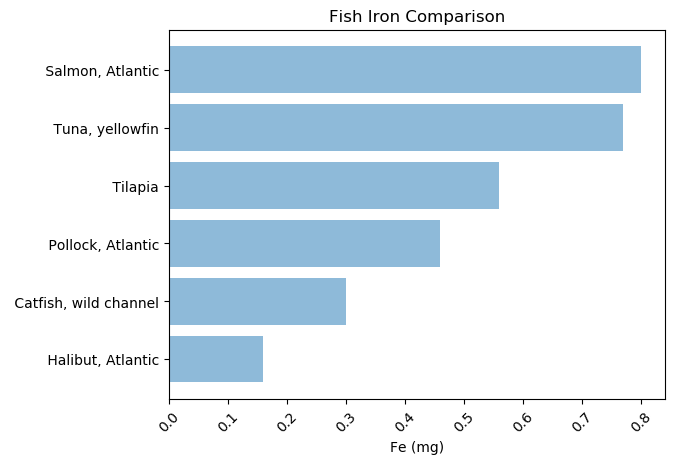 Fish Iron Comparison
Salmon, Atlantic
Tuna, yellowfin
Tilapia
Pollock, Atlantic
Catfish, wild channel
Halibut, Atlantic
0.0 0.1 0.2 0.3 0.4 0.5 0.6 0.7 0.8
Fe (mg)